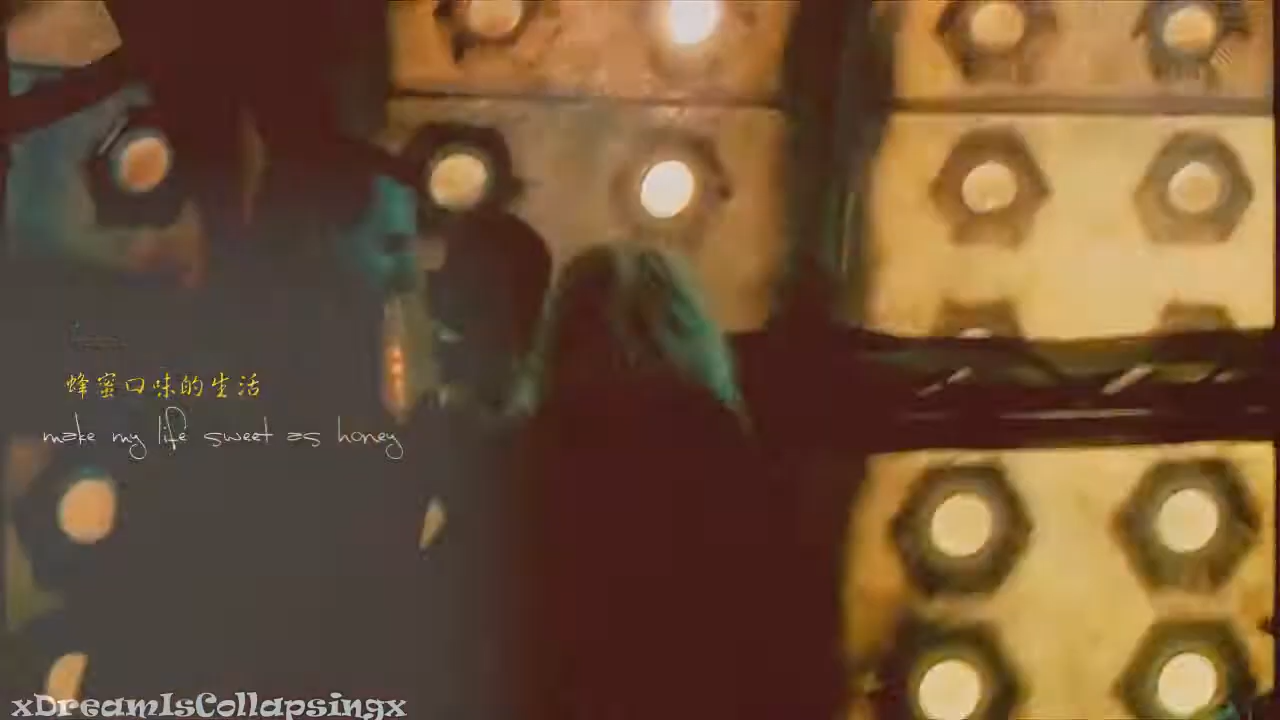 蜂蜜口味的生活
make my life sweet as honey
xDreamIsCollapsingx